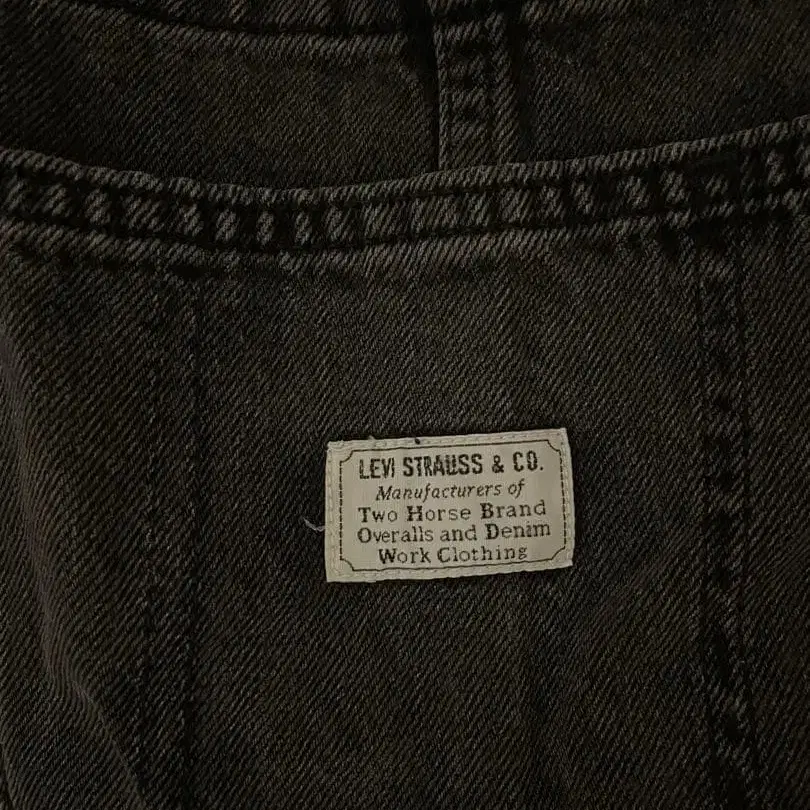 LEVI STRAUSS & CO.
Manufacturers of
Two Horse Brand
Overalls and Denim
Work Clothing